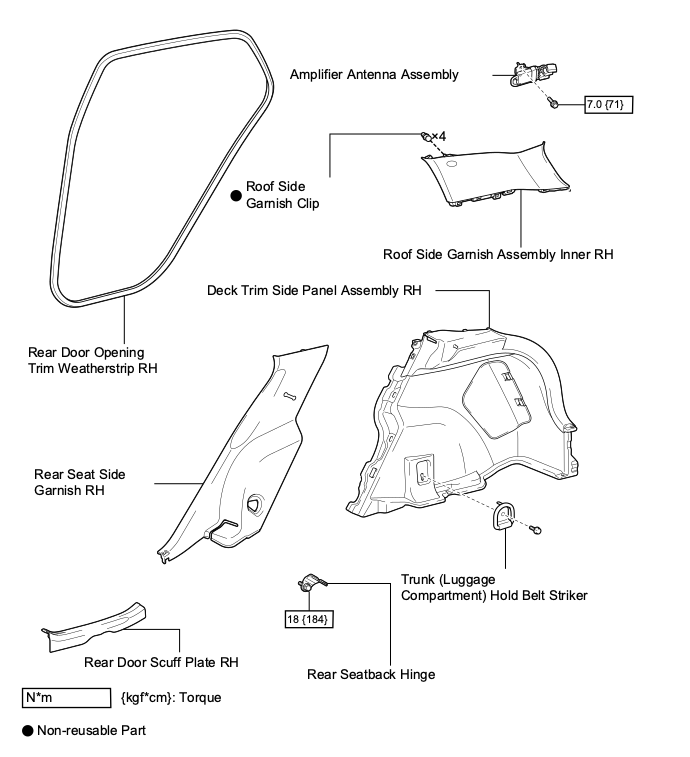 Amplifier Antenna Assembly
7.0 {71}
×4
Roof Side
Garnish Clip
Roof Side Garnish Assembly Inner RH
Deck Trim Side Panel Assembly RH
Rear Door Opening
Trim Weatherstrip RH
Rear Seat Side
Garnish RH
Trunk (Luggage
Compartment) Hold Belt Striker
18 {184}
Rear Door Scuff Plate RH
Rear Seatback Hinge
N*m {kgf*cm}: Torque
Non-reusable Part